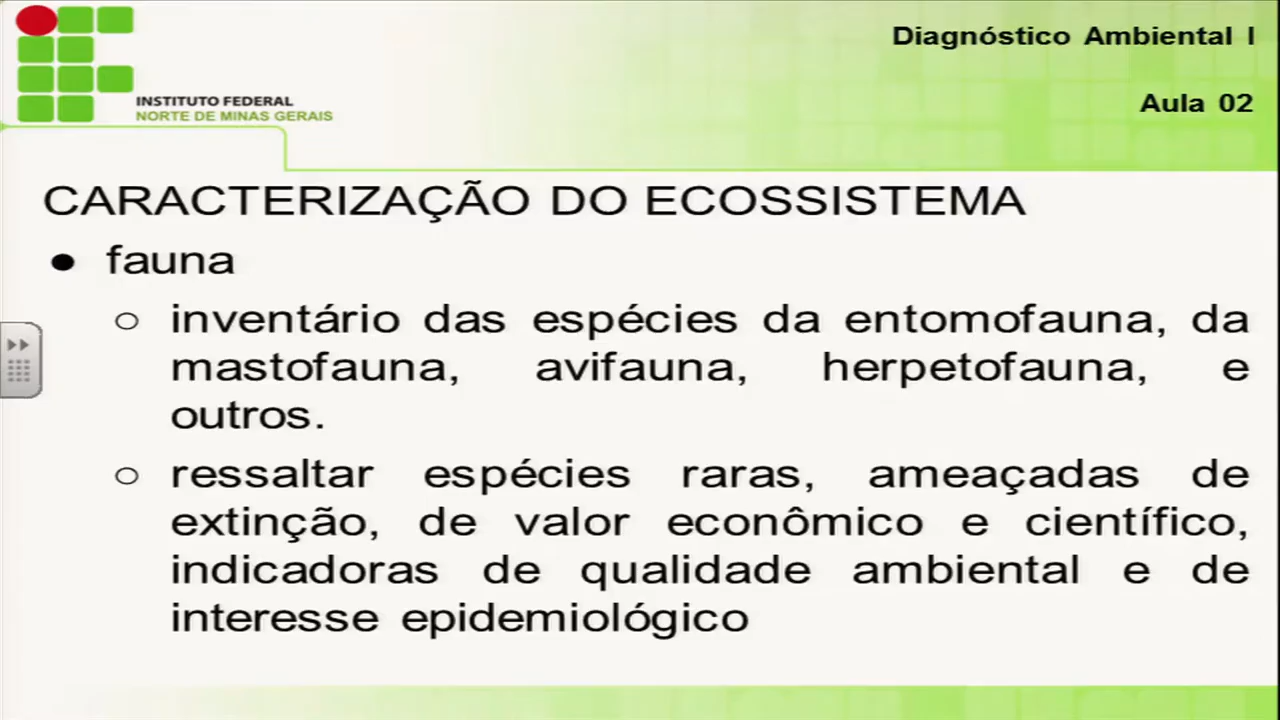 Diagnóstico Ambiental I
Aula 02
INSTITUTO FEDERAL
NORTE DE MINAS GERAIS
CARACTERIZAÇÃO DO ECOSSISTEMA
● fauna
○ inventário das espécies da entomofauna, da
mastofauna, avifauna, herpetofauna, e
outros.
○ ressaltar espécies raras, ameaçadas de
extinção, de valor econômico e científico,
indicadoras de qualidade ambiental e de
interesse epidemiológico